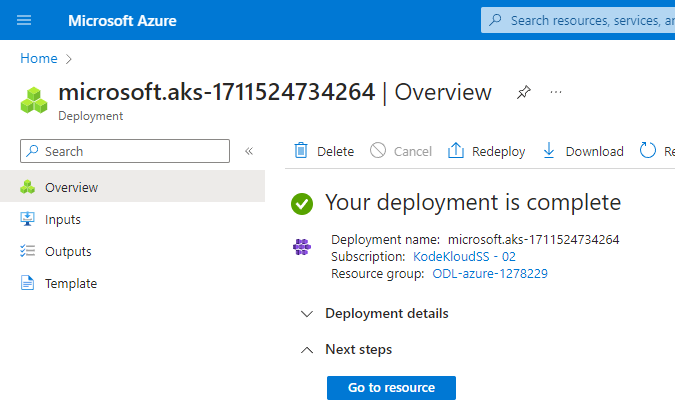 Microsoft Azure
Search resources, services, a
Home
microsoft.aks-1711524734264 | Overview
Deployment
Search
Delete
Cancel
Redeploy
Download
Re
Overview
Inputs
Outputs
Template
Your deployment is complete
Deployment name: microsoft.aks-1711524734264
Subscription: KodeKloudSS - 02
Resource group: ODL-azure-1278229
Deployment details
Next steps
Go to resource